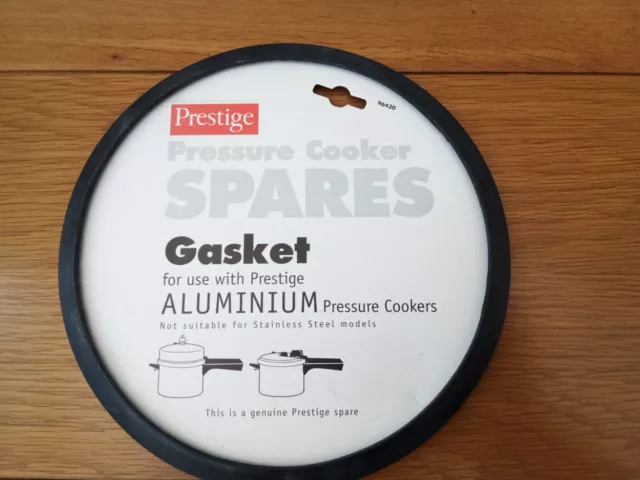 96430
Prestige
Pressure Cooker
SPARES
Gasket
for use with Prestige
ALUMINIUM Pressure Cookers
Not suitable for Stainless Steel models
This is a genuine Prestige spare